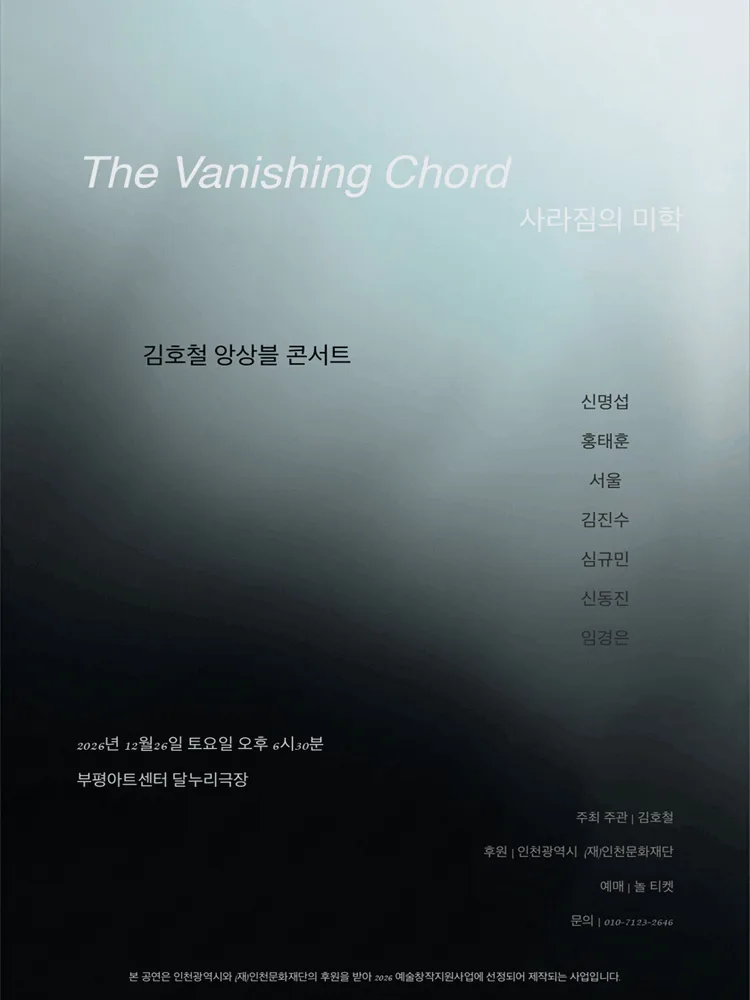 The Vanishing Chord
사라짐의 미학
김호철 앙상블 콘서트
신명섭
홍태훈
서울
김진수
심규민
신동진
임경은
2026년 12월26일 토요일 오후 6시30분
부평아트센터 달누리극장
주최 주관 | 김호철
후원 | 인천광역시 (재)인천문화재단
예매 | 놀 티켓
문의 | 010-7123-2646
본 공연은 인천광역시와 (재)인천문화재단의 후원을 받아 2026 예술창작지원사업에 선정되어 제작되는 사업입니다.